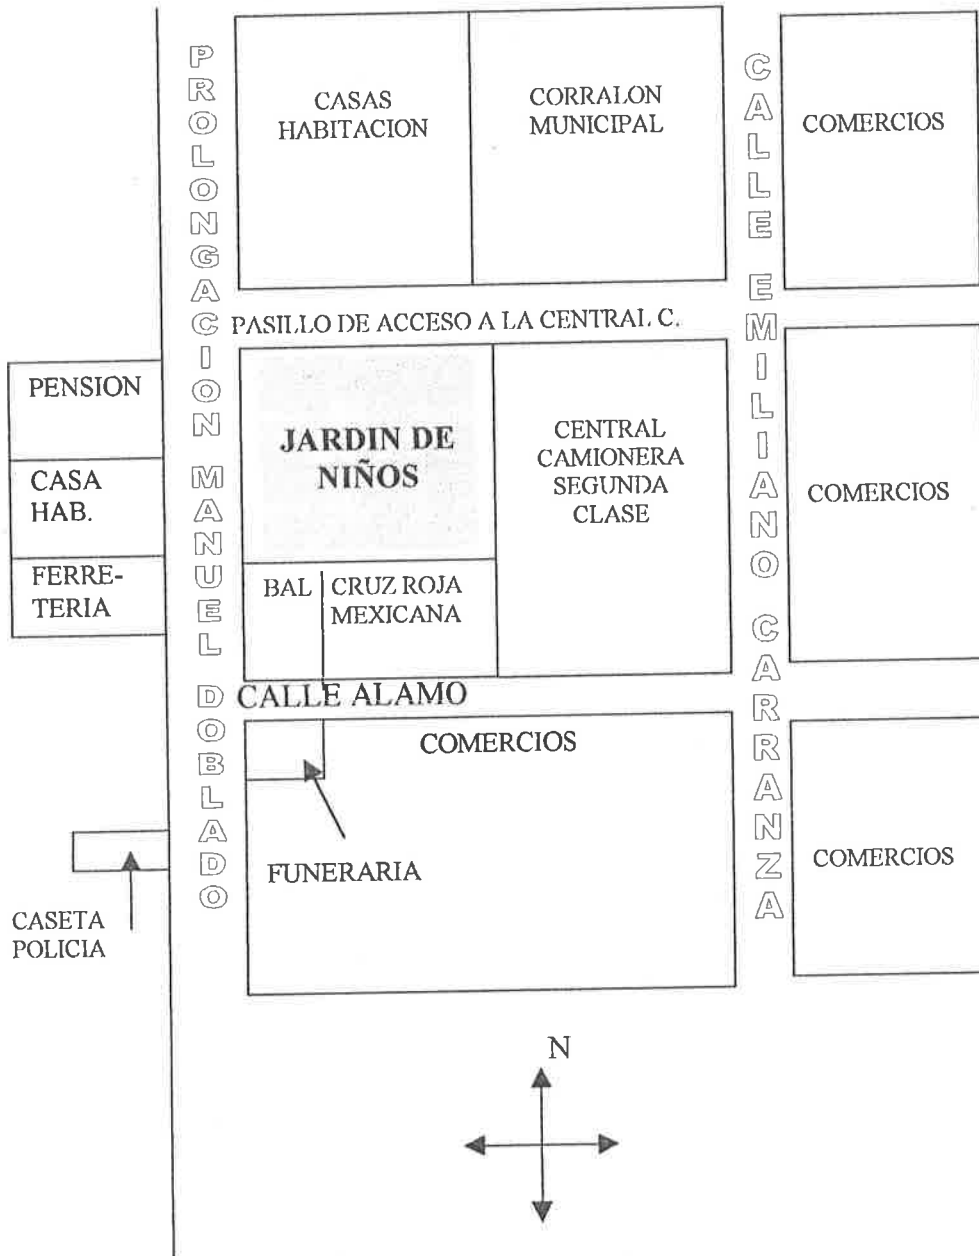 PROLONGACION MANUEL DOBLADO
CASAS
HABITACION
CORRALON
MUNICIPAL
CALLE EMILIANO CARRANZA
COMERCIOS
PASILLO DE ACCESO A LA CENTRAL C.
PENSION
CASA
HAB.
FERRE-
TERIA
JARDIN DE
NIÑOS
CENTRAL
CAMIONERA
SEGUNDA
CLASE
COMERCIOS
BAL
CRUZ ROJA
MEXICANA
CALLE ALAMO
COMERCIOS
FUNERARIA
COMERCIOS
CASETA
POLICIA
N